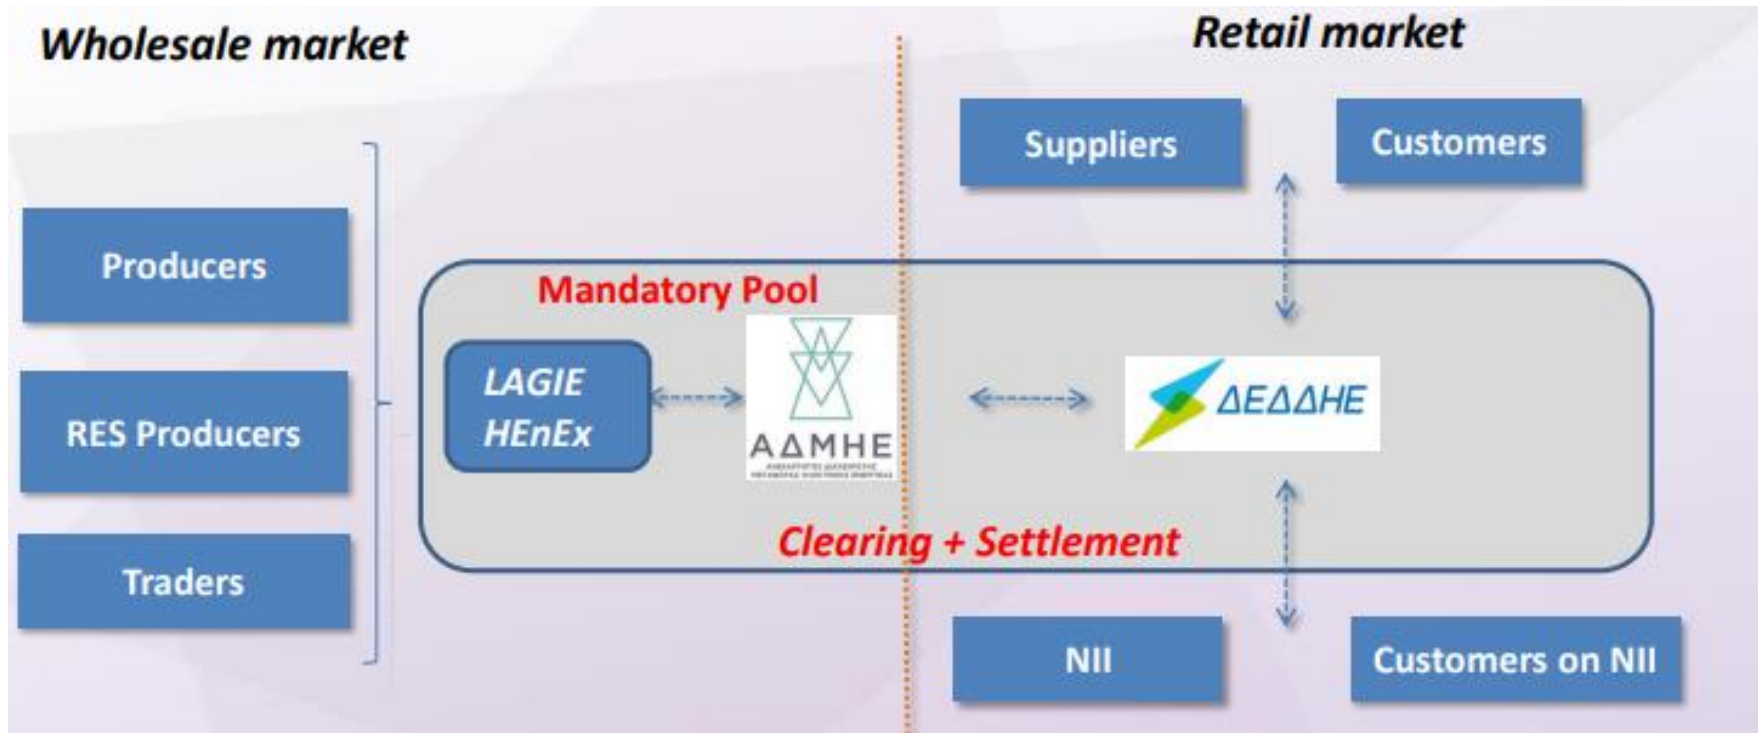 Wholesale market
Retail market
Suppliers
Customers
Producers
RES Producers
Traders
Mandatory Pool
LAGIE
HEnEx
ΑΔΜΗΕ
ΔΕΔΔΗΕ
Clearing + Settlement
NII
Customers on NII